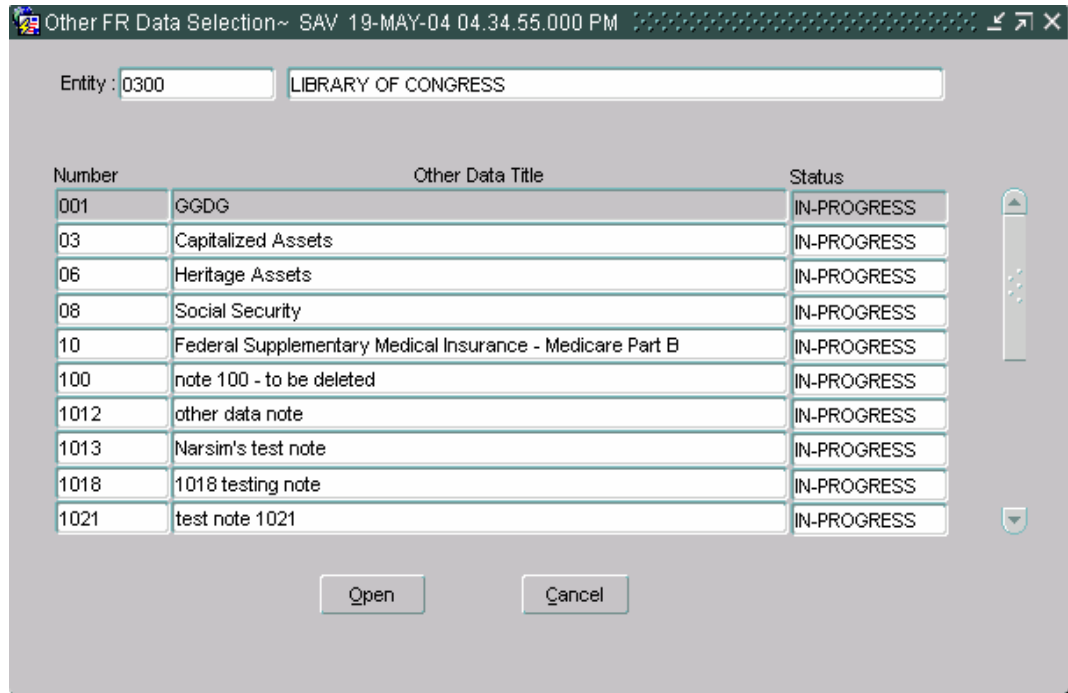 Other FR Data Selection~ SAV 19-MAY-04 04.34.55.000 PM
Entity : 0300 LIBRARY OF CONGRESS
Number Other Data Title Status
001 GGDG IN-PROGRESS
03 Capitalized Assets IN-PROGRESS
06 Heritage Assets IN-PROGRESS
08 Social Security IN-PROGRESS
10 Federal Supplementary Medical Insurance - Medicare Part B IN-PROGRESS
100 note 100 - to be deleted IN-PROGRESS
1012 other data note IN-PROGRESS
1013 Narsim's test note IN-PROGRESS
1018 1018 testing note IN-PROGRESS
1021 test note 1021 IN-PROGRESS
Open Cancel